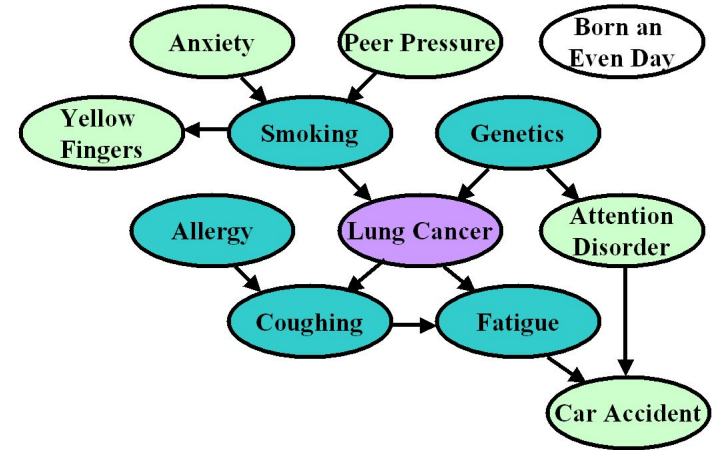 Anxiety
Peer Pressure
Born an
Even Day
Yellow
Fingers
Smoking
Genetics
Allergy
Lung Cancer
Attention
Disorder
Coughing
Fatigue
Car Accident